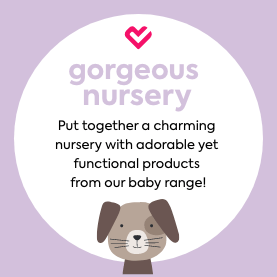 gorgeous
nursery
Put together a charming
nursery with adorable yet
functional products
from our baby range!